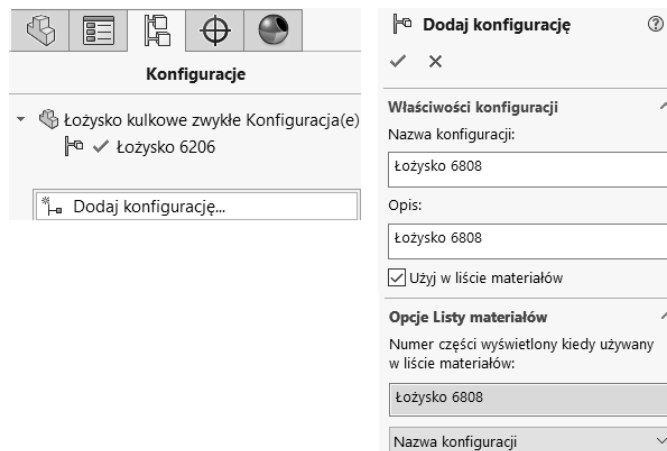 Konfiguracje
Łożysko kulkowe zwykłe Konfiguracja(e)
Łożysko 6206
Dodaj konfigurację...
Dodaj konfigurację
Właściwości konfiguracji
Nazwa konfiguracji:
Łożysko 6808
Opis:
Łożysko 6808
Użyj w liście materiałów
Opcje Listy materiałów
Numer części wyświetlony kiedy używany
w liście materiałów:
Łożysko 6808
Nazwa konfiguracji